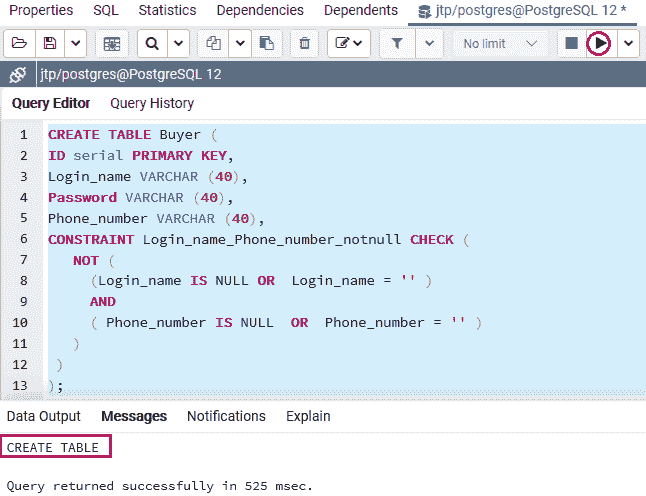 Properties SQL Statistics Dependencies Dependents jtp/postgres@PostgreSQL 12 *
No limit
jtp/postgres@PostgreSQL 12
Query Editor Query History
1 CREATE TABLE Buyer (
2 ID serial PRIMARY KEY,
3 Login_name VARCHAR (40),
4 Password VARCHAR (40),
5 Phone_number VARCHAR (40),
6 CONSTRAINT Login_name_Phone_number_notnull CHECK (
7 NOT (
8 (Login_name IS NULL OR Login_name = '' )
9 AND
10 ( Phone_number IS NULL OR Phone_number = '' )
11 )
12 )
13 );
Data Output Messages Notifications Explain
CREATE TABLE
Query returned successfully in 525 msec.